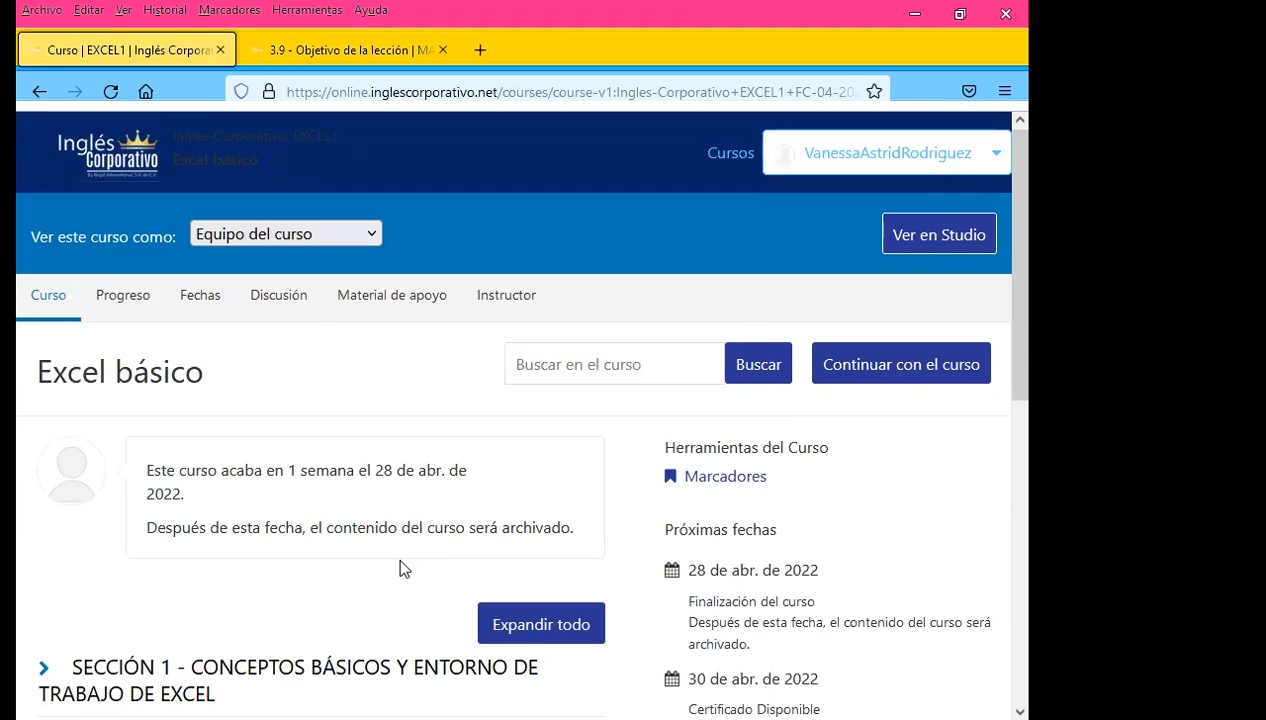 Archivo Editar Ver Historial Marcadores Herramientas Ayuda
Curso | EXCEL1 | Inglés Corpora
3.9 - Objetivo de la lección | MA
https://online.inglescorporativo.net/courses/course-v1:Ingles-Corporativo+EXCEL1+FC-04-20
Inglés
Corporativo
Ingles-Corporativo: EXCEL1
Excel básico
Cursos
VanessaAstridRodriguez
Ver este curso como:
Equipo del curso
Ver en Studio
Curso Progreso Fechas Discusión Material de apoyo Instructor
Excel básico
Buscar en el curso
Buscar
Continuar con el curso
Este curso acaba en 1 semana el 28 de abr. de
2022.
Después de esta fecha, el contenido del curso será archivado.
Expandir todo
SECCIÓN 1 - CONCEPTOS BÁSICOS Y ENTORNO DE
TRABAJO DE EXCEL
Herramientas del Curso
Marcadores
Próximas fechas
28 de abr. de 2022
Finalización del curso
Después de esta fecha, el contenido del curso será
archivado.
30 de abr. de 2022
Certificado Disponible